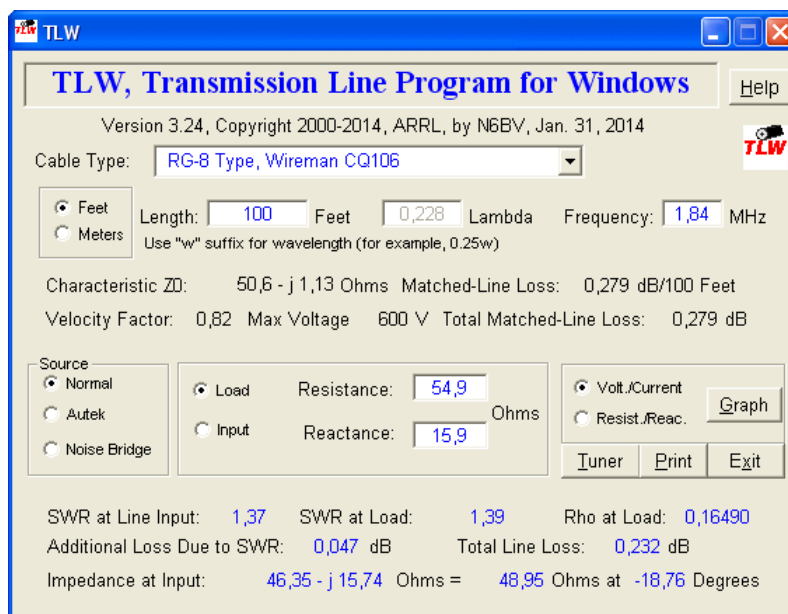 TLW TLW
TLW, Transmission Line Program for Windows
Help
Version 3.24, Copyright 2000-2014, ARRL, by N6BV, Jan. 31, 2014
TLW
Cable Type: RG-8 Type, Wireman CQ106
Feet
Meters
Length: 100 Feet 0,228 Lambda Frequency: 1,84 MHz
Use "w" suffix for wavelength (for example, 0.25w)
Characteristic Z0: 50,6 - j 1,13 Ohms Matched-Line Loss: 0,279 dB/100 Feet
Velocity Factor: 0,82 Max Voltage 600 V Total Matched-Line Loss: 0,279 dB
Source
Normal
Autek
Noise Bridge
Load
Input
Resistance: 54,9
Reactance: 15,9
Ohms
Volt./Current
Resist./Reac.
Graph
Tuner Print Exit
SWR at Line Input: 1,37 SWR at Load: 1,39 Rho at Load: 0,16490
Additional Loss Due to SWR: 0,047 dB Total Line Loss: 0,232 dB
Impedance at Input: 46,35 - j 15,74 Ohms = 48,95 Ohms at -18,76 Degrees